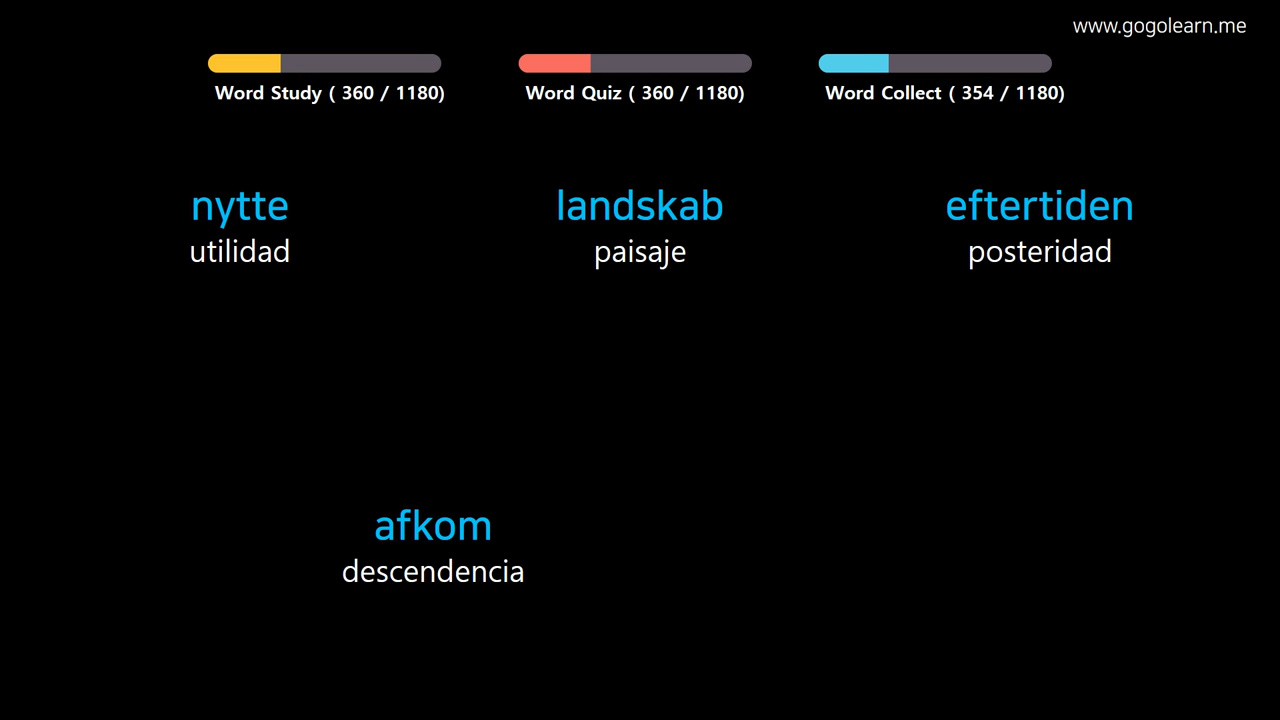 www.gogolearn.me
Word Study ( 360 / 1180)
Word Quiz ( 360 / 1180)
Word Collect ( 354 / 1180)
nytte
utilidad
landskab
paisaje
eftertiden
posteridad
afkom
descendencia